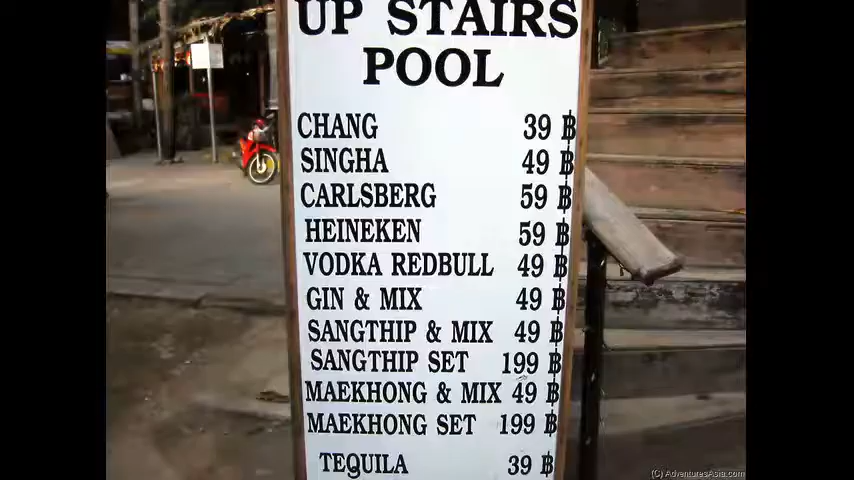 UP STAIRS
POOL
CHANG 39 ฿
SINGHA 49 ฿
CARLSBERG 59 ฿
HEINEKEN 59 ฿
VODKA REDBULL 49 ฿
GIN & MIX 49 ฿
SANGTHIP & MIX 49 ฿
SANGTHIP SET 199 ฿
MAEKHONG & MIX 49 ฿
MAEKHONG SET 199 ฿
TEQUILA 39 ฿
(C) AdventuresAsia.com